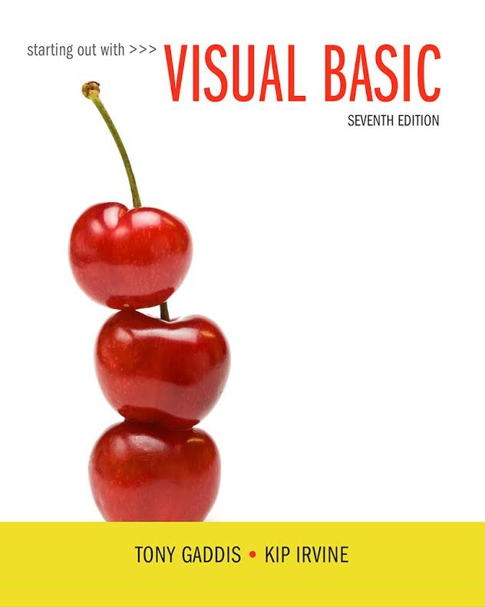 starting out with >>> VISUAL BASIC
SEVENTH EDITION
TONY GADDIS • KIP IRVINE